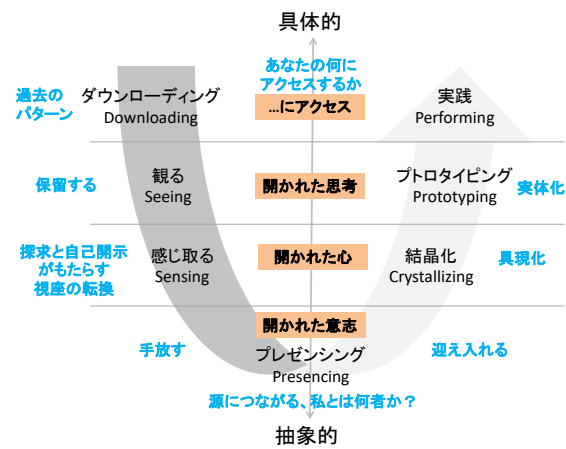 具体的
あなたの何に
アクセスするか
過去の
パターン
ダウンローディング
Downloading
…にアクセス
実践
Performing
保留する
観る
Seeing
開かれた思考
プトロタイピング
Prototyping
実体化
探求と自己開示
がもたらす
視座の転換
感じ取る
Sensing
開かれた心
結晶化
Crystallizing
具現化
開かれた意志
手放す
プレゼンシング
Presencing
迎え入れる
源につながる、私とは何者か？
抽象的